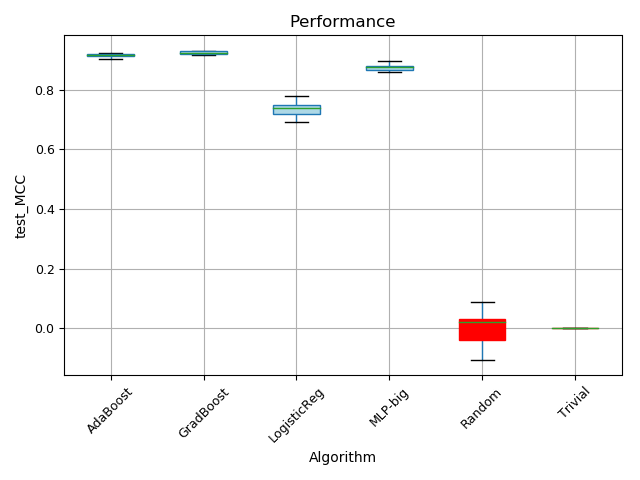 Performance
test_MCC
0.8
0.6
0.4
0.2
0.0
AdaBoost
GradBoost
LogisticReg
MLP-big
Random
Trivial
Algorithm